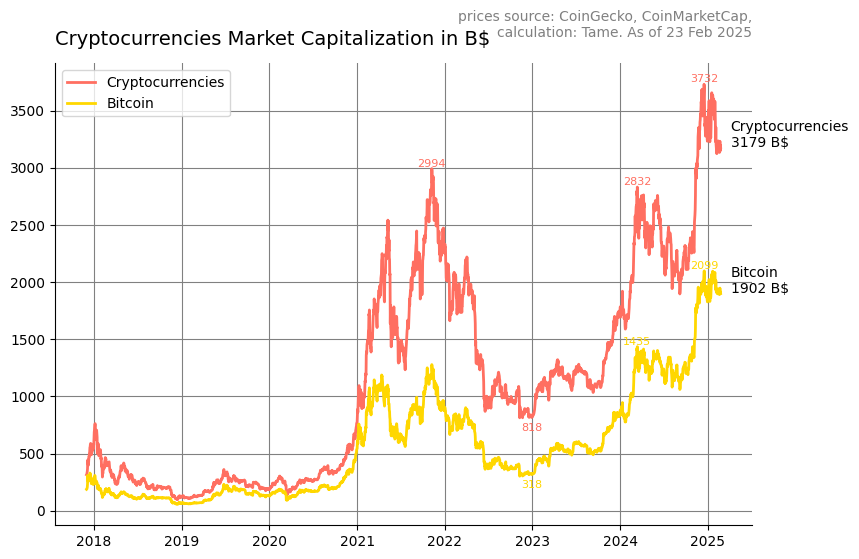 prices source: CoinGecko, CoinMarketCap,
calculation: Tame. As of 23 Feb 2025
Cryptocurrencies Market Capitalization in B$
Cryptocurrencies
Bitcoin
3732
2994
2832
2099
1435
818
318
Cryptocurrencies
3179 B$
Bitcoin
1902 B$
3500
3000
2500
2000
1500
1000
500
0
2018 2019 2020 2021 2022 2023 2024 2025